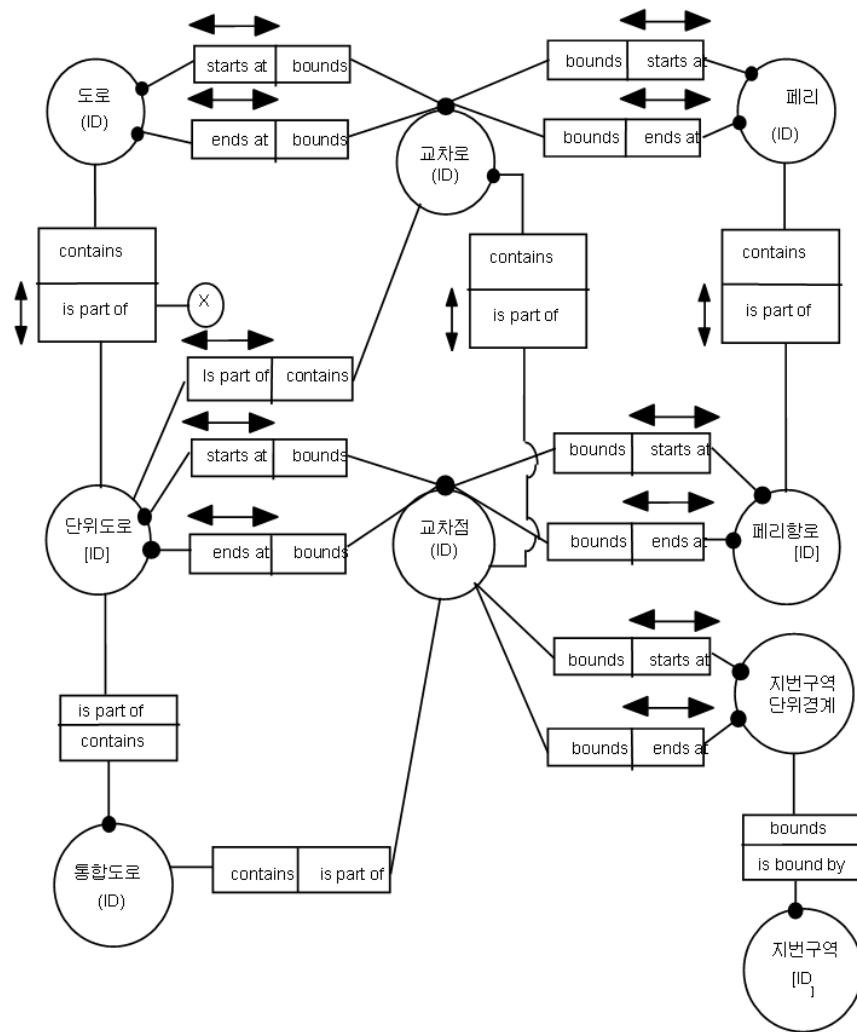 starts at bounds
bounds starts at
도로
(ID)
페리
(ID)
ends at bounds
bounds ends at
교차로
(ID)
contains
is part of
X
contains
is part of
contains
is part of
Is part of contains
starts at bounds
bounds starts at
단위도로
[ID]
ends at bounds
교차점
(ID)
bounds ends at
페리항로
[ID]
bounds starts at
지번구역
단위경계
is part of
contains
bounds ends at
bounds
is bound by
통합도로
(ID)
contains is part of
지번구역
[ID
]